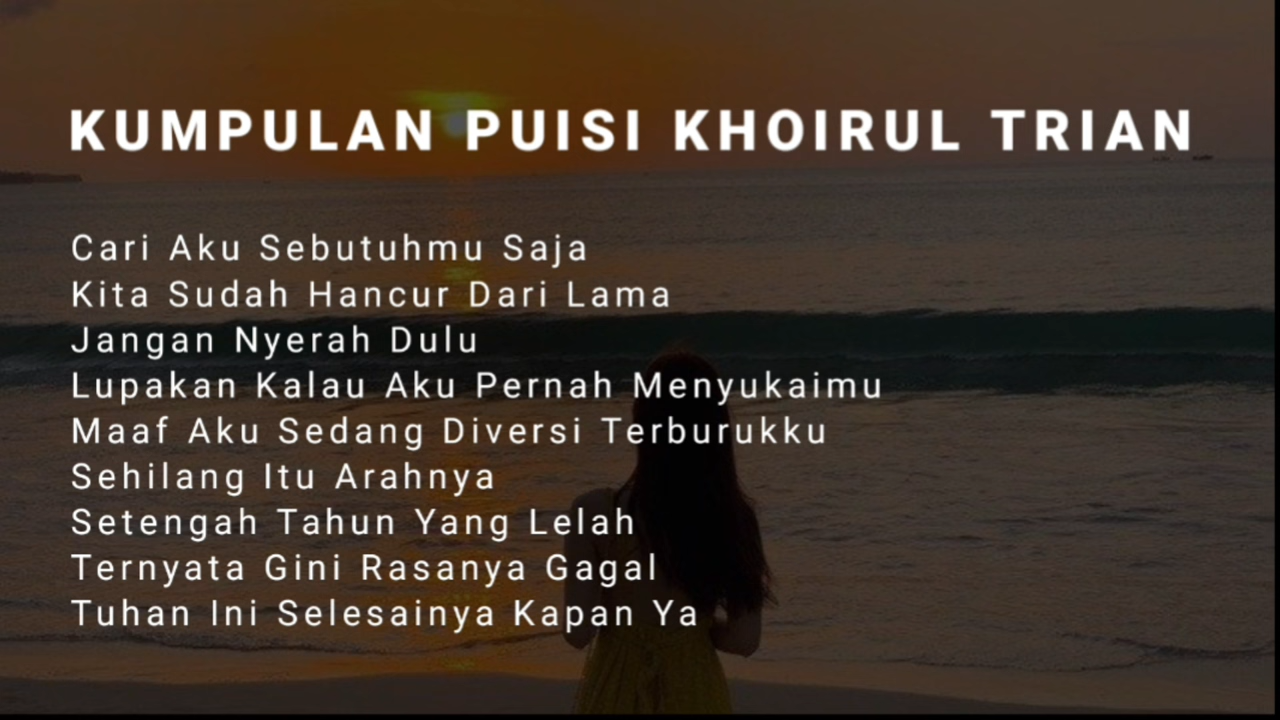 KUMPULAN PUISI KHOIRUL TRIAN
Cari Aku Sebutuhmu Saja
Kita Sudah Hancur Dari Lama
Jangan Nyerah Dulu
Lupakan Kalau Aku Pernah Menyukaimu
Maaf Aku Sedang Diversi Terburukku
Sehilang Itu Arahnya
Setengah Tahun Yang Lelah
Ternyata Gini Rasanya Gagal
Tuhan Ini Selesainya Kapan Ya